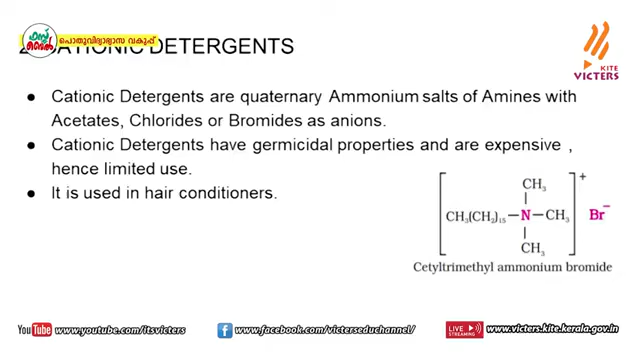 ഫസ്റ്റ് ബെൽ പൊതുവിദ്യാഭ്യാസ വകുപ്പ്
CATIONIC DETERGENTS
KITE
VICTERS
● Cationic Detergents are quaternary Ammonium salts of Amines with
Acetates, Chlorides or Bromides as anions.
● Cationic Detergents have germicidal properties and are expensive ,
hence limited use.
● It is used in hair conditioners.
CH₃ +
CH₃(CH₂)₁₅—N—CH₃ Br⁻
CH₃
Cetyltrimethyl ammonium bromide
YouTube www.youtube.com/itsvicters
f www.facebook.com/victerseduchannel/
LIVE STREAMING www.victers.kite.kerala.gov.in